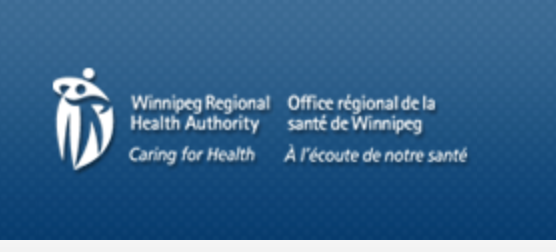 Winnipeg Regional
Health Authority
Caring for Health
Office régional de la
santé de Winnipeg
À l'écoute de notre santé